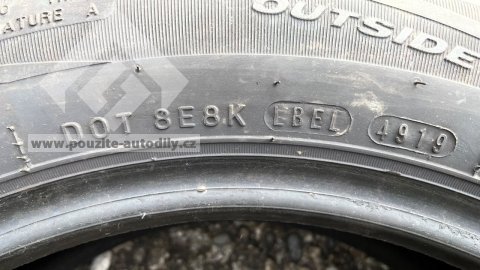 ATURE A
OUTSIDE
DOT 8E8K EBEL 4919
www.pouzite-autodily.cz